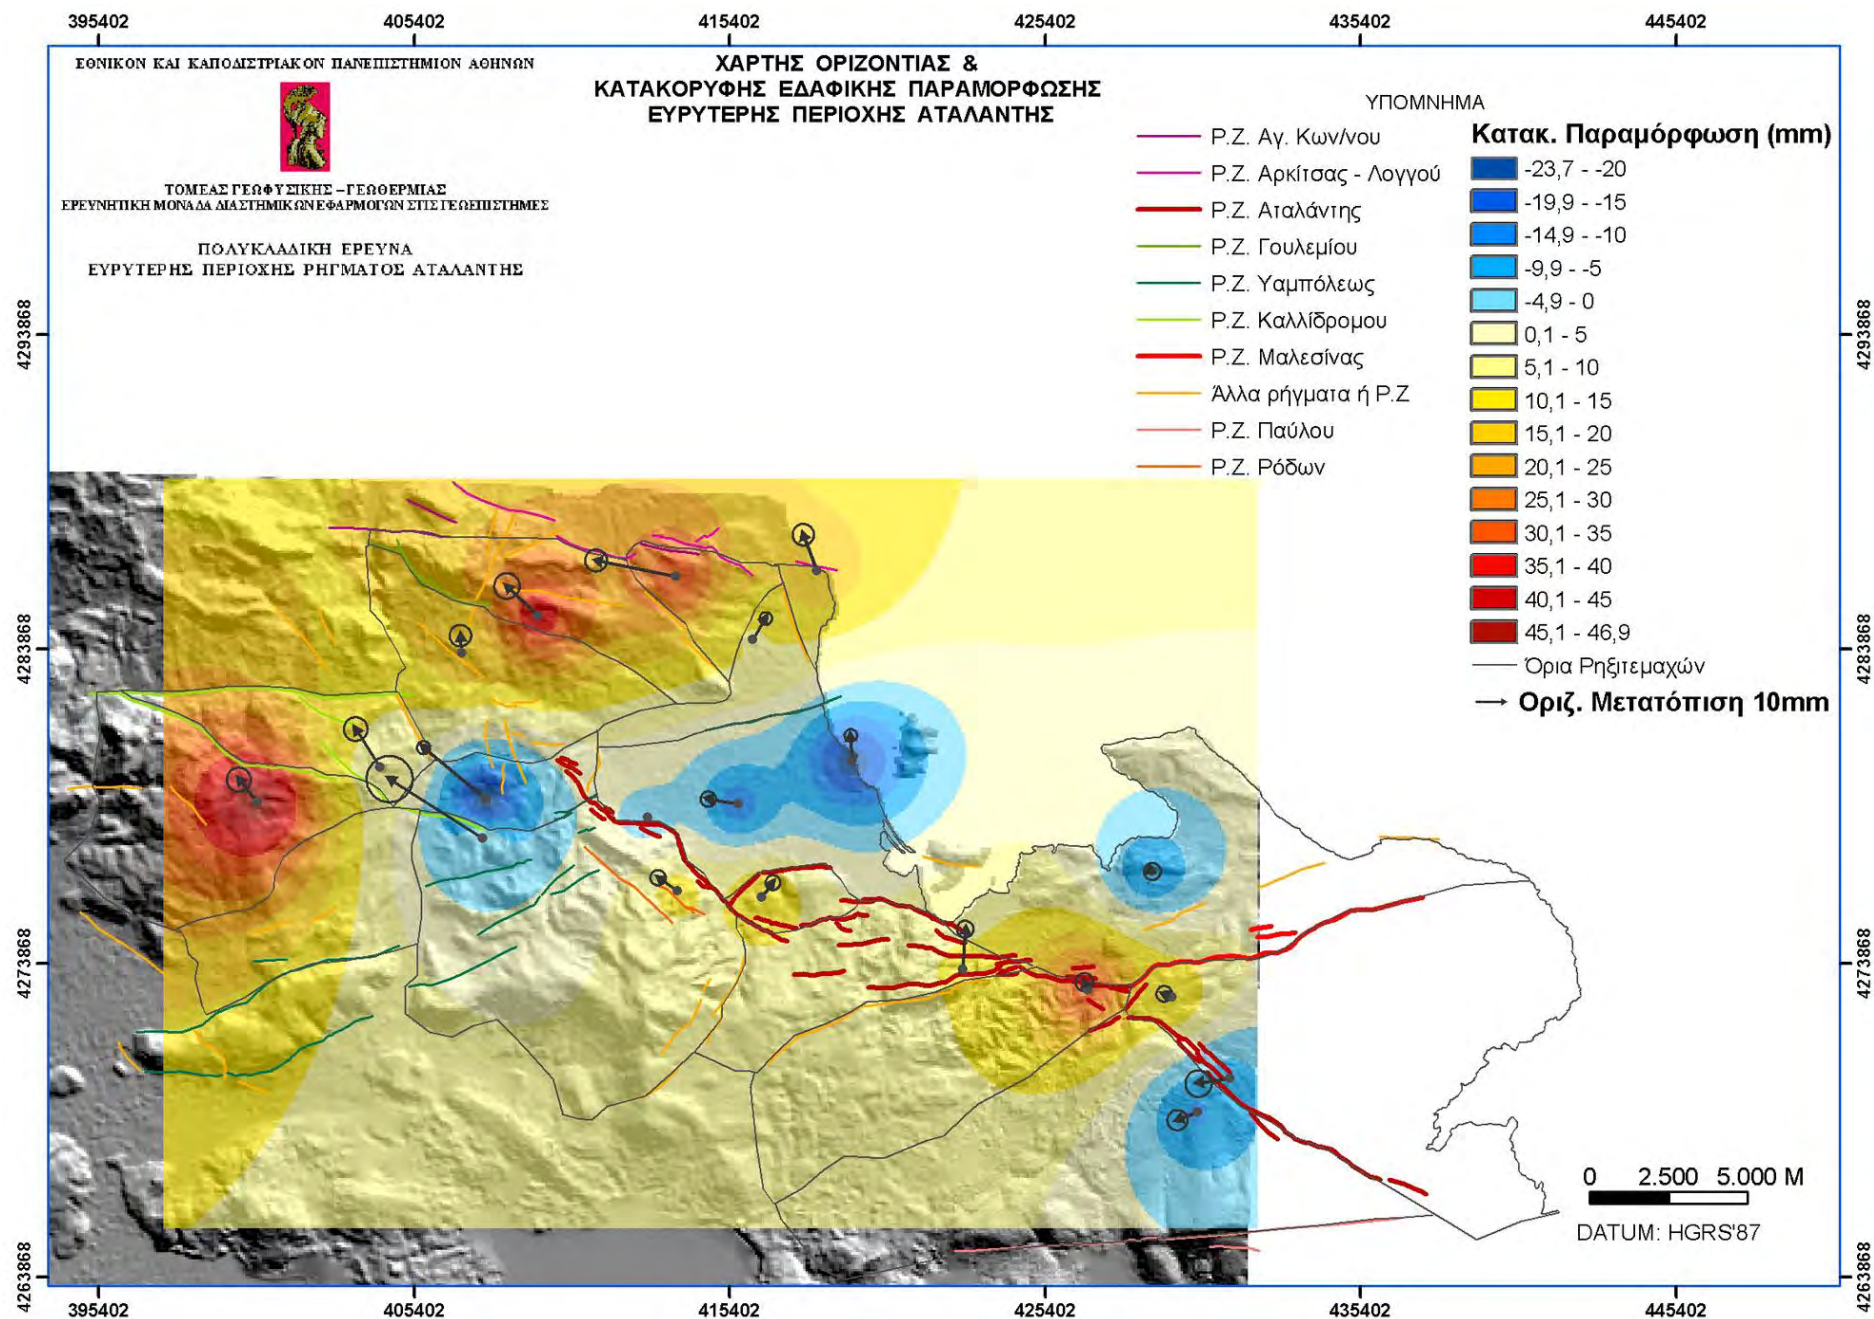 395402 405402 415402 425402 435402 445402
ΕΘΝΙΚΟΝ ΚΑΙ ΚΑΠΟΔΙΣΤΡΙΑΚΟΝ ΠΑΝΕΠΙΣΤΗΜΙΟΝ ΑΘΗΝΩΝ
ΤΟΜΕΑΣ ΓΕΩΦΥΣΙΚΗΣ – ΓΕΩΘΕΡΜΙΑΣ
ΕΡΕΥΝΗΤΙΚΗ ΜΟΝΑΔΑ ΔΙΑΣΤΗΜΙΚΩΝ ΕΦΑΡΜΟΓΩΝ ΣΤΙΣ ΓΕΩΕΠΙΣΤΗΜΕΣ
ΠΟΛΥΚΛΑΔΙΚΗ ΕΡΕΥΝΑ
ΕΥΡΥΤΕΡΗΣ ΠΕΡΙΟΧΗΣ ΡΗΓΜΑΤΟΣ ΑΤΑΛΑΝΤΗΣ
ΧΑΡΤΗΣ ΟΡΙΖΟΝΤΙΑΣ &
ΚΑΤΑΚΟΡΥΦΗΣ ΕΔΑΦΙΚΗΣ ΠΑΡΑΜΟΡΦΩΣΗΣ
ΕΥΡΥΤΕΡΗΣ ΠΕΡΙΟΧΗΣ ΑΤΑΛΑΝΤΗΣ
ΥΠΟΜΝΗΜΑ
Ρ.Ζ. Αγ. Κων/νου
Ρ.Ζ. Αρκίτσας - Λογγού
Ρ.Ζ. Αταλάντης
Ρ.Ζ. Γουλεμίου
Ρ.Ζ. Υαμπόλεως
Ρ.Ζ. Καλλίδρομου
Ρ.Ζ. Μαλεσίνας
Άλλα ρήγματα ή Ρ.Ζ
Ρ.Ζ. Παύλου
Ρ.Ζ. Ρόδων
Κατακ. Παραμόρφωση (mm)
-23,7 - -20
-19,9 - -15
-14,9 - -10
-9,9 - -5
-4,9 - 0
0,1 - 5
5,1 - 10
10,1 - 15
15,1 - 20
20,1 - 25
25,1 - 30
30,1 - 35
35,1 - 40
40,1 - 45
45,1 - 46,9
Όρια Ρηξιτεμαχών
Οριζ. Μετατόπιση 10mm
4293868 4293868
4283868 4283868
4273868 4273868
4263868 4263868
0 2.500 5.000 M
DATUM: HGRS'87
395402 405402 415402 425402 435402 445402